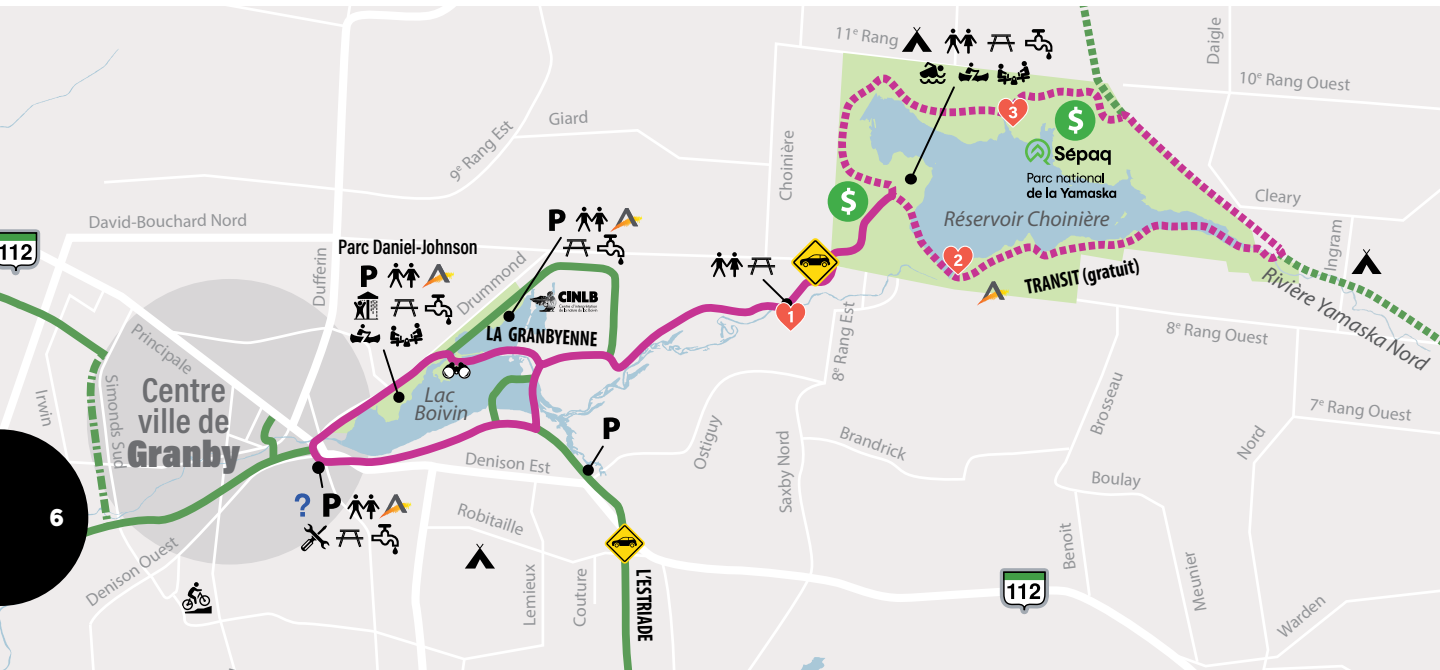 11e Rang
Daigle
10e Rang Ouest
3
$
Sépaq
Parc national
de la Yamaska
Réservoir Choinière
Cleary
Ingram
Giard
9e Rang Est
Choinière
$
David-Bouchard Nord
112
Dufferin
Parc Daniel-Johnson
P
P
Drummond
CINLB
LA GRANBYENNE
1
2
TRANSIT (gratuit)
Rivière Yamaska Nord
8e Rang Ouest
8e Rang Est
Principale
Irwin
Simonds Sud
Centre
ville de
Granby
Lac
Boivin
P
Denison Est
Ostiguy
Saxby Nord
Brandrick
Brosseau
Boulay
Nord
7e Rang Ouest
6
? P
Denison Ouest
Robitaille
Lemieux
Couture
L'ESTRIADE
112
Benoit
Meunier
Warden